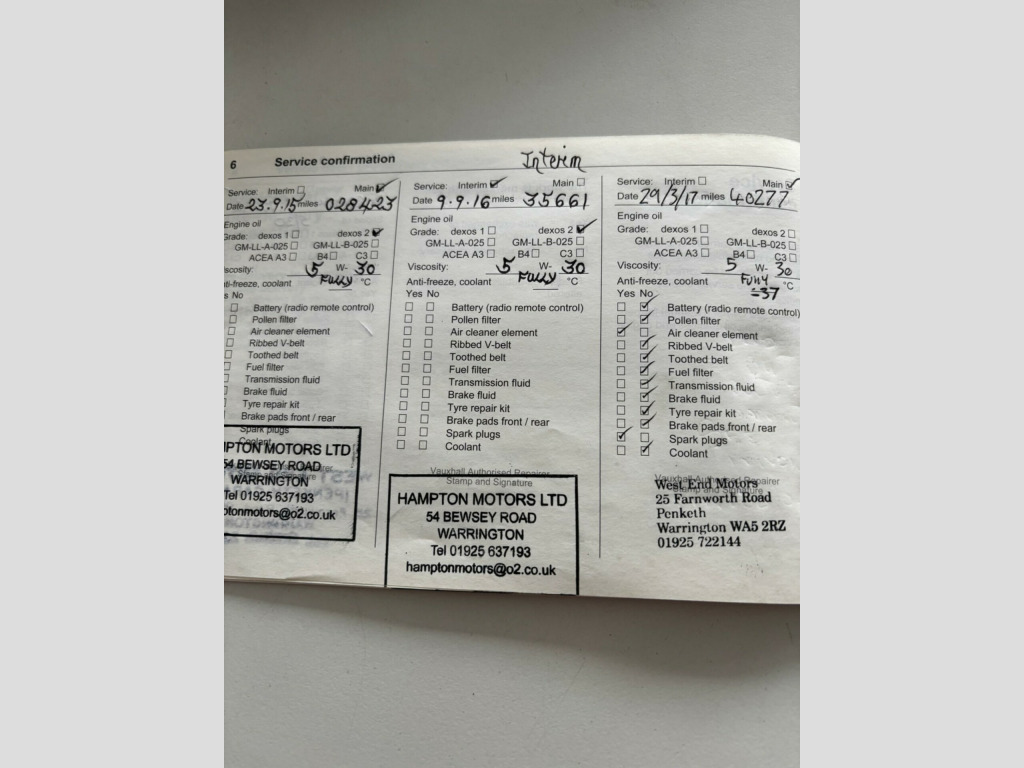 6 Service confirmation Interim
Service: Interim ☐ Main ☑
Date 23.9.15 miles 028423
Engine oil
Grade: dexos 1 ☐ dexos 2 ☑
GM-LL-A-025 ☐ GM-LL-B-025 ☐
ACEA A3 ☐ B4 ☐ C3 ☐
scosity: 5 W- 30
ti-freeze, coolant Fully °C
s No
☐ Battery (radio remote control)
☐ Pollen filter
☐ Air cleaner element
☐ Ribbed V-belt
☐ Toothed belt
☐ Fuel filter
☐ Transmission fluid
☐ Brake fluid
☐ Tyre repair kit
☐ Brake pads front / rear
Spark plugs
Coolant
Stamp and Signature
PTON MOTORS LTD
54 BEWSEY ROAD
WARRINGTON
Tel 01925 637193
ptonmotors@o2.co.uk
Service: Interim ☑ Main ☐
Date 9.9.16 miles 35661
Engine oil
Grade: dexos 1 ☐ dexos 2 ☑
GM-LL-A-025 ☐ GM-LL-B-025 ☐
ACEA A3 ☐ B4 ☐ C3 ☐
Viscosity: 5 W- 30
Anti-freeze, coolant Fully °C
Yes No
☐ ☐ Battery (radio remote control)
☐ ☐ Pollen filter
☐ ☐ Air cleaner element
☐ ☐ Ribbed V-belt
☐ ☐ Toothed belt
☐ ☐ Fuel filter
☐ ☐ Transmission fluid
☐ ☐ Brake fluid
☐ ☐ Tyre repair kit
☐ ☐ Brake pads front / rear
☐ ☐ Spark plugs
☐ ☐ Coolant
Vauxhall Authorised Repairer
Stamp and Signature
HAMPTON MOTORS LTD
54 BEWSEY ROAD
WARRINGTON
Tel 01925 637193
hamptonmotors@o2.co.uk
Service: Interim ☐ Main ☑
Date 29/3/17 miles 40277
Engine oil
Grade: dexos 1 ☐ dexos 2 ☐
GM-LL-A-025 ☐ GM-LL-B-025 ☐
ACEA A3 ☐ B4 ☐ C3 ☐
Viscosity: 5 W- 30
Anti-freeze, coolant Fully °C
Yes No -37
☐ ☑ Battery (radio remote control)
☐ ☑ Pollen filter
☑ ☐ Air cleaner element
☐ ☑ Ribbed V-belt
☐ ☑ Toothed belt
☐ ☑ Fuel filter
☐ ☑ Transmission fluid
☐ ☑ Brake fluid
☐ ☑ Tyre repair kit
☐ ☑ Brake pads front / rear
☑ ☐ Spark plugs
☐ ☑ Coolant
Vauxhall Authorised Repairer
Stamp and Signature
West End Motors
25 Farnworth Road
Penketh
Warrington WA5 2RZ
01925 722144